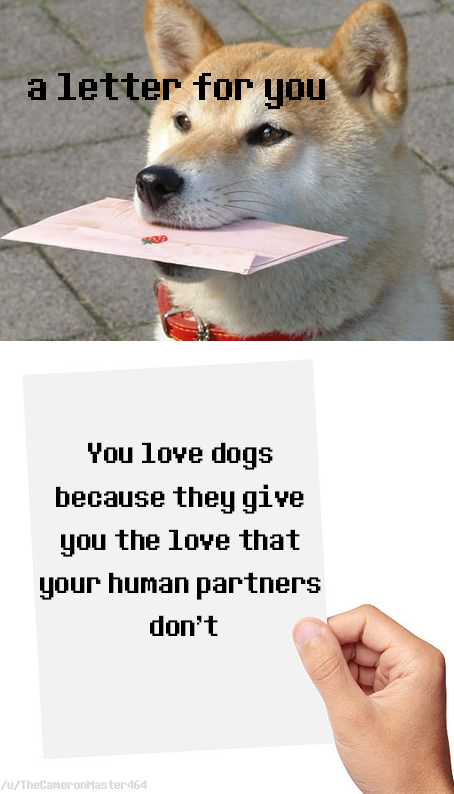 a letter for you
You love dogs
because they give
you the love that
your human partners
don't
/u/TheCameronMaster464